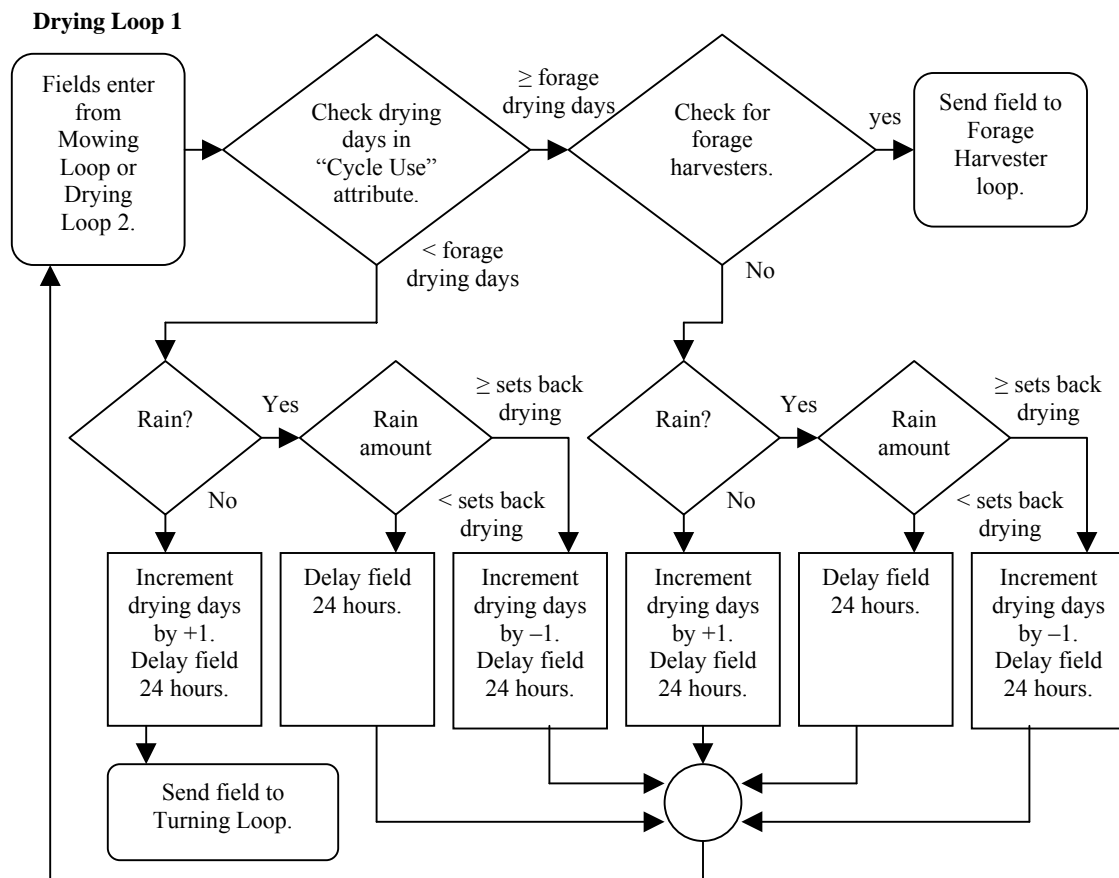 Drying Loop 1
Fields enter
from
Mowing
Loop or
Drying
Loop 2.
Check drying
days in
“Cycle Use”
attribute.
≥ forage
drying days
Check for
forage
harvesters.
yes
Send field to
Forage
Harvester
loop.
< forage
drying days
No
Rain?
Yes
Rain
amount
≥ sets back
drying
No
< sets back
drying
Rain?
Yes
Rain
amount
≥ sets back
drying
No
< sets back
drying
Increment
drying days
by +1.
Delay field
24 hours.
Delay field
24 hours.
Increment
drying days
by –1.
Delay field
24 hours.
Increment
drying days
by +1.
Delay field
24 hours.
Delay field
24 hours.
Increment
drying days
by –1.
Delay field
24 hours.
Send field to
Turning Loop.